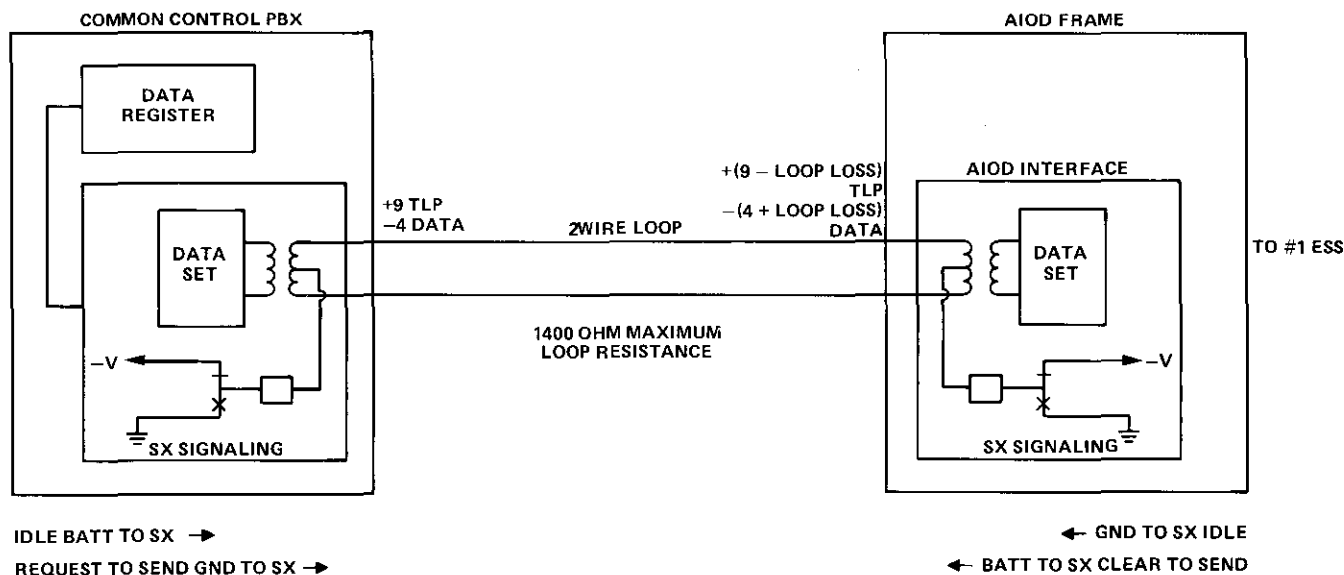 COMMON CONTROL PBX
AIOD FRAME
DATA
REGISTER
+9 TLP
−4 DATA
2WIRE LOOP
+(9 − LOOP LOSS)
TLP
−(4 + LOOP LOSS)
DATA
AIOD INTERFACE
DATA
SET
DATA
SET
TO #1 ESS
1400 OHM MAXIMUM
LOOP RESISTANCE
−V
−V
SX SIGNALING
SX SIGNALING
IDLE BATT TO SX →
← GND TO SX IDLE
REQUEST TO SEND GND TO SX →
← BATT TO SX CLEAR TO SEND